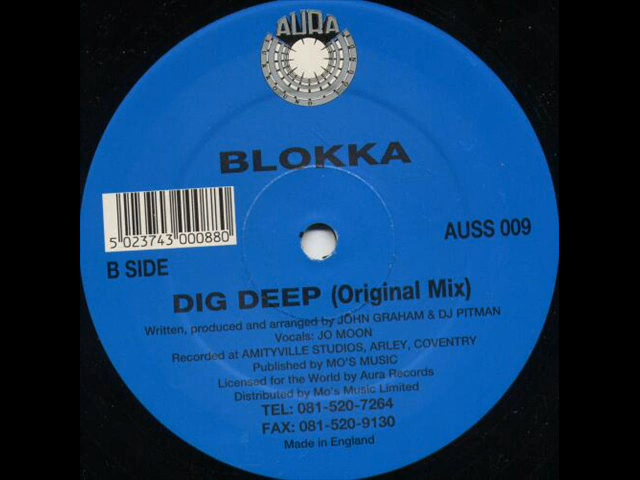 AURA
BLOKKA
5 023743 000880
AUSS 009
B SIDE
DIG DEEP (Original Mix)
Written, produced and arranged by JOHN GRAHAM & DJ PITMAN
Vocals: JO MOON
Recorded at AMITYVILLE STUDIOS, ARLEY, COVENTRY
Published by MO'S MUSIC
Licensed for the World by Aura Records
Distributed by Mo's Music Limited
TEL: 081-520-7264
FAX: 081-520-9130
Made in England